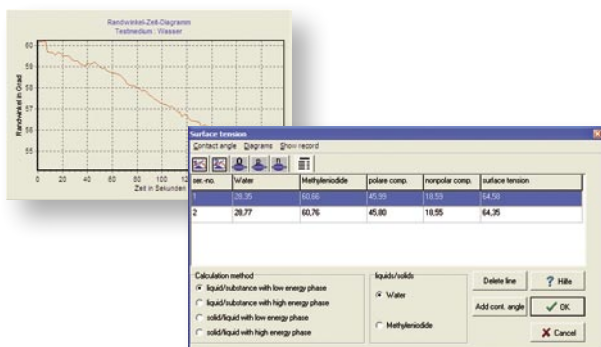 Randwinkel-Zeit-Diagramm
Testmedium : Wasser
Randwinkel in Grad
60
59
58
57
56
55
0 20 40 60 80 100 120
Zeit in Sekunden
Surface tension
Contact angle Diagrams Show record
ser.-no. Water Methyleniodide polare comp. nonpolar comp. surface tension
1 28,35 60,66 45,99 18,59 64,58
2 28,77 60,76 45,80 18,55 64,35
Calculation method
liquid/substance with low energy phase
liquid/substance with high energy phase
solid/liquid with low energy phase
solid/liquid with high energy phase
liquids/solids
Water
Methyleniodide
Delete line
? Hilfe
Add cont. angle
OK
Cancel